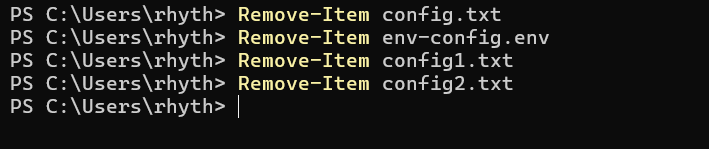 PS C:\Users\rhyth> Remove-Item config.txt
PS C:\Users\rhyth> Remove-Item env-config.env
PS C:\Users\rhyth> Remove-Item config1.txt
PS C:\Users\rhyth> Remove-Item config2.txt
PS C:\Users\rhyth>